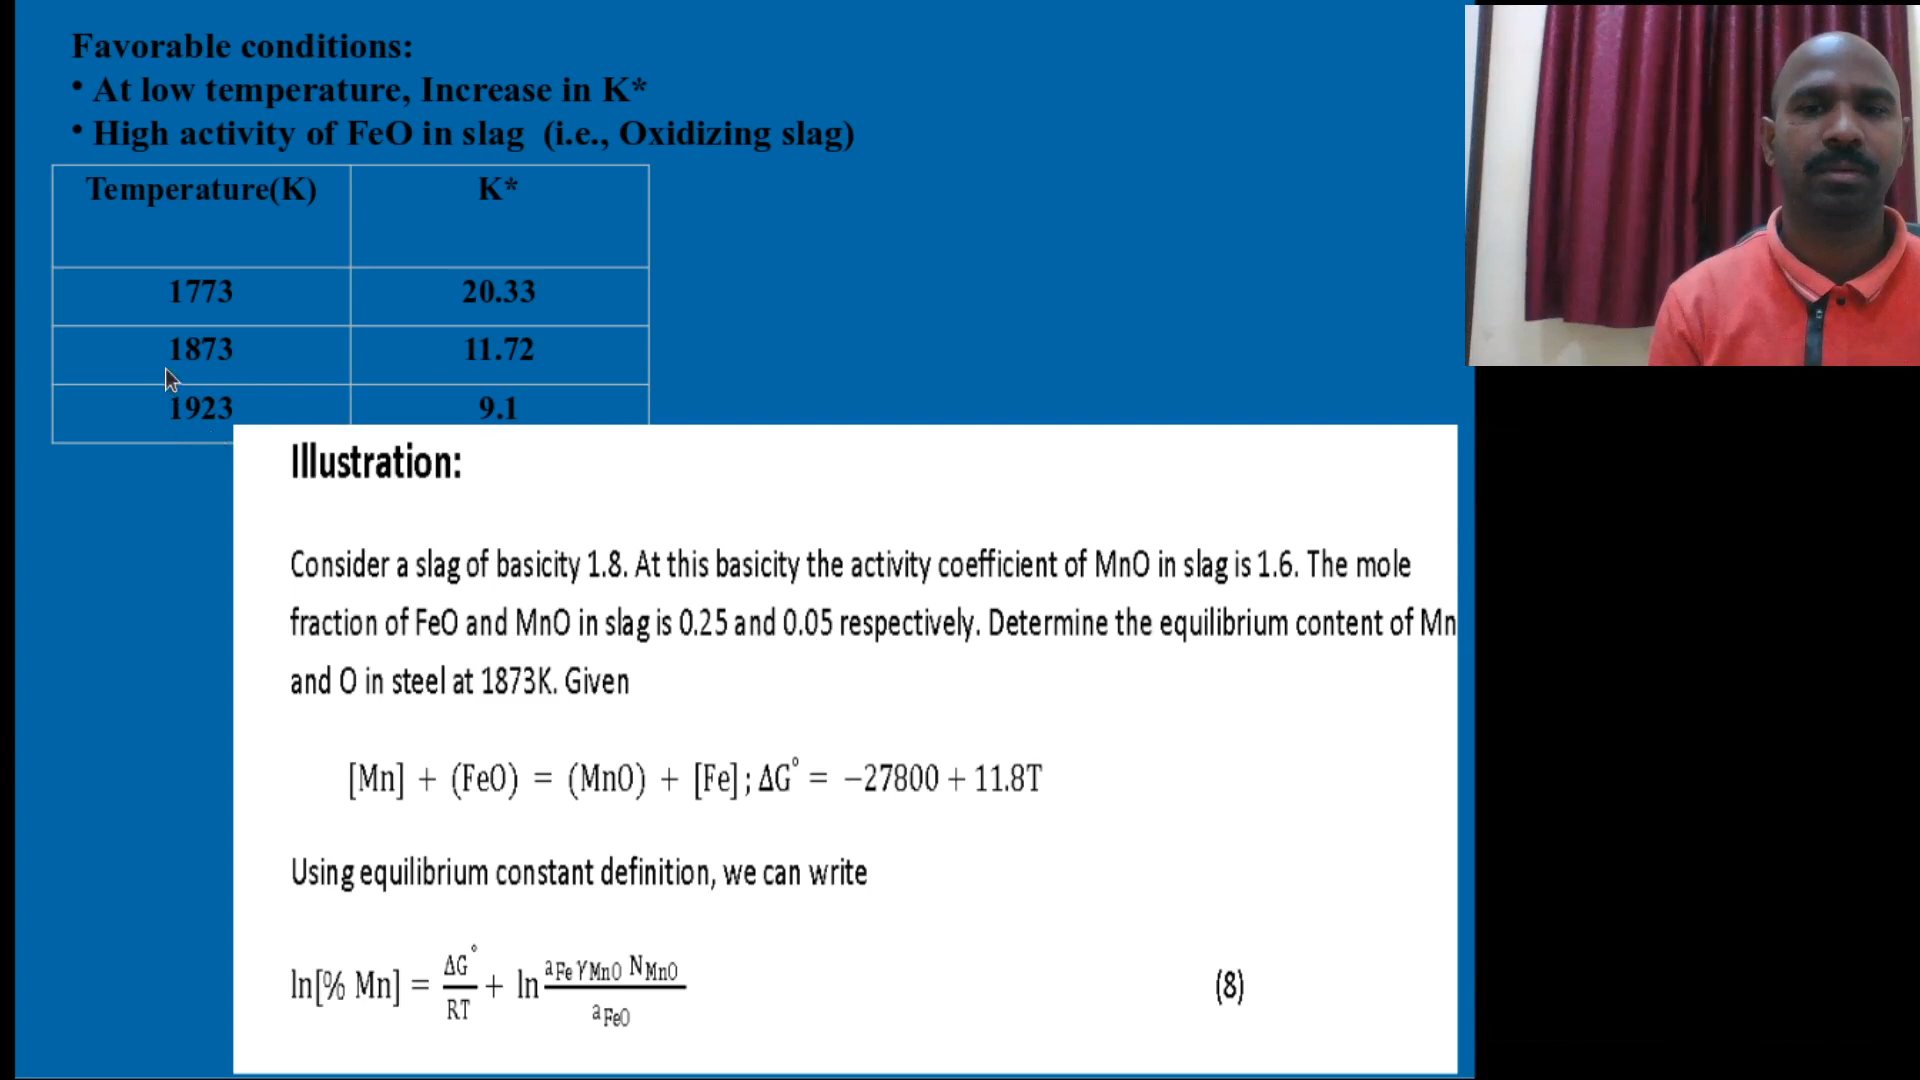 Favorable conditions:
• At low temperature, Increase in K*
• High activity of FeO in slag (i.e., Oxidizing slag)
Temperature(K) K*
1773 20.33
1873 11.72
1923 9.1
Illustration:
Consider a slag of basicity 1.8. At this basicity the activity coefficient of MnO in slag is 1.6. The mole
fraction of FeO and MnO in slag is 0.25 and 0.05 respectively. Determine the equilibrium content of Mn
and O in steel at 1873K. Given
[Mn] + (FeO) = (MnO) + [Fe]; ΔG° = −27800 + 11.8T
Using equilibrium constant definition, we can write
ln[% Mn] = ΔG°/RT + ln (aFe γMnO NMnO)/aFeO (8)